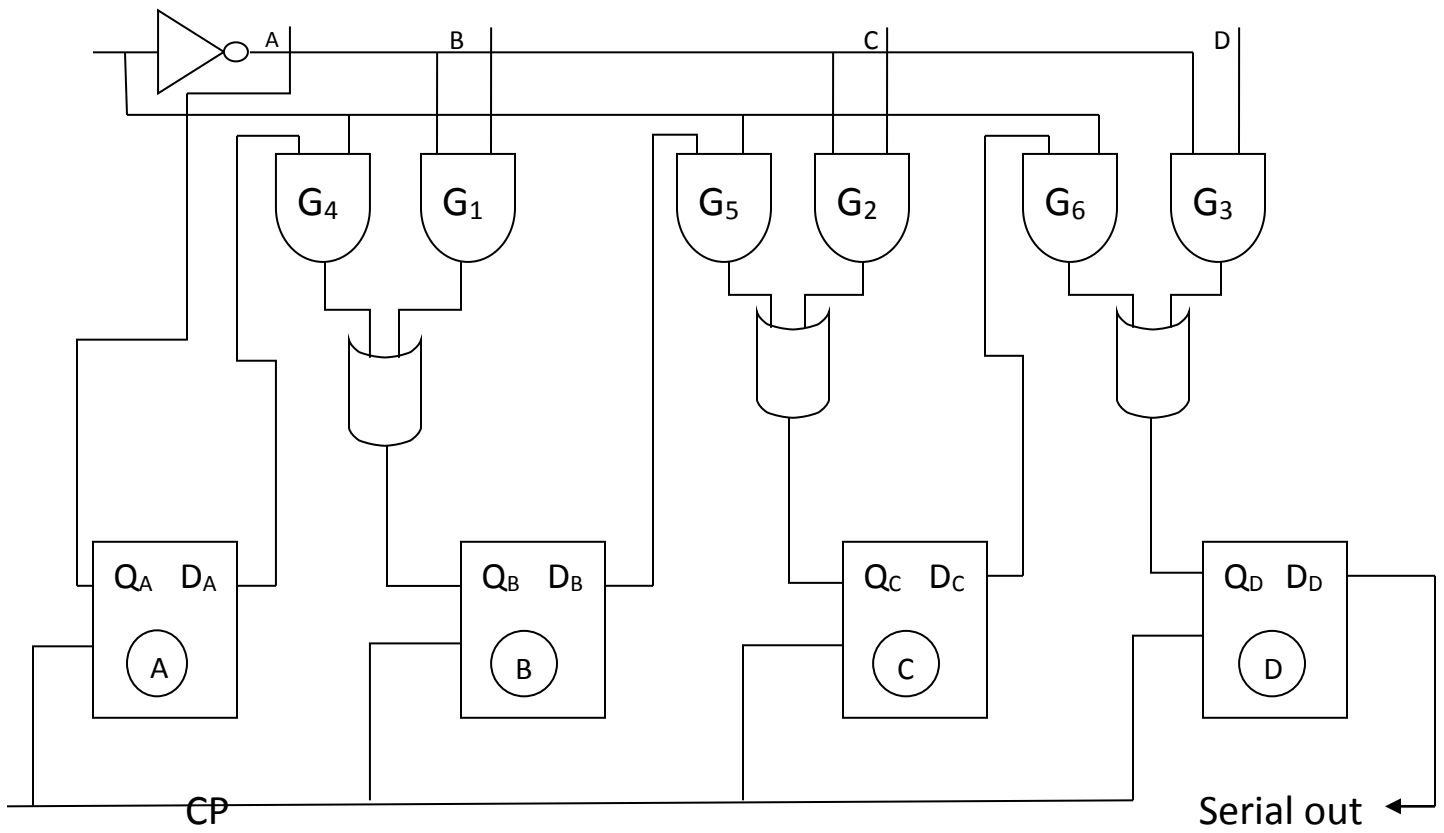 A B C D
G4 G1 G5 G2 G6 G3
QA DA QB DB QC DC QD DD
A B C D
CP Serial out